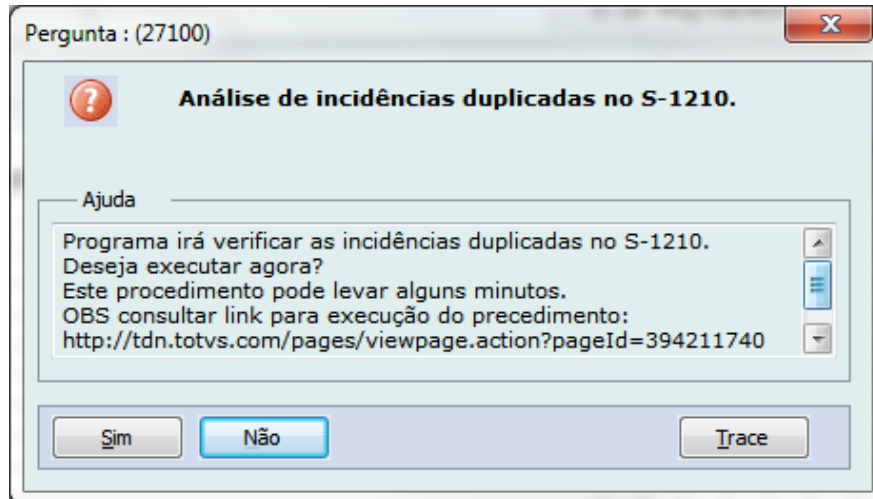 Pergunta : (27100)
Análise de incidências duplicadas no S-1210.
Ajuda
Programa irá verificar as incidências duplicadas no S-1210.
Deseja executar agora?
Este procedimento pode levar alguns minutos.
OBS consultar link para execução do precedimento:
http://tdn.totvs.com/pages/viewpage.action?pageId=394211740
Sim Não Trace